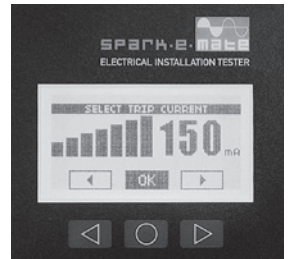 spark·e·mate
ELECTRICAL INSTALLATION TESTER
SELECT TRIP CURRENT
150 mA
OK